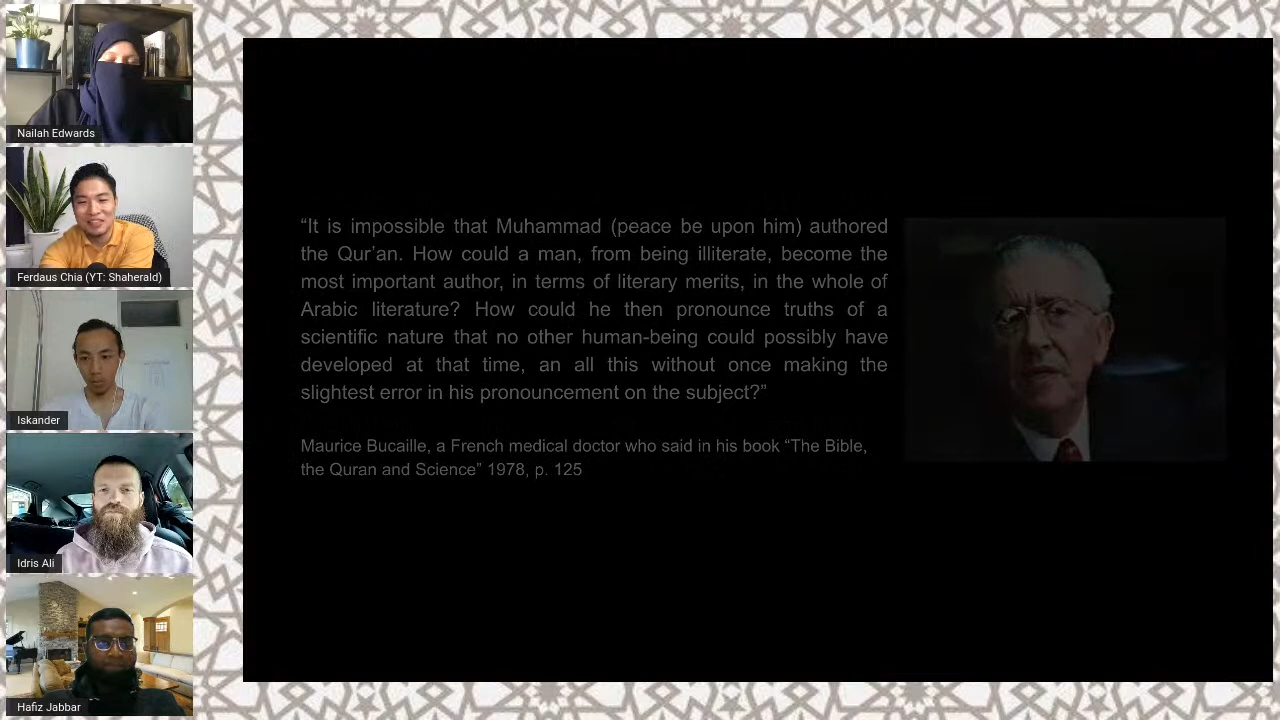 Nailah Edwards
Ferdaus Chia (YT: Shaherald)
Iskander
Idris Ali
Hafiz Jabbar
“It is impossible that Muhammad (peace be upon him) authored
the Qur’an. How could a man, from being illiterate, become the
most important author, in terms of literary merits, in the whole of
Arabic literature? How could he then pronounce truths of a
scientific nature that no other human-being could possibly have
developed at that time, an all this without once making the
slightest error in his pronouncement on the subject?”
Maurice Bucaille, a French medical doctor who said in his book “The Bible,
the Quran and Science” 1978, p. 125